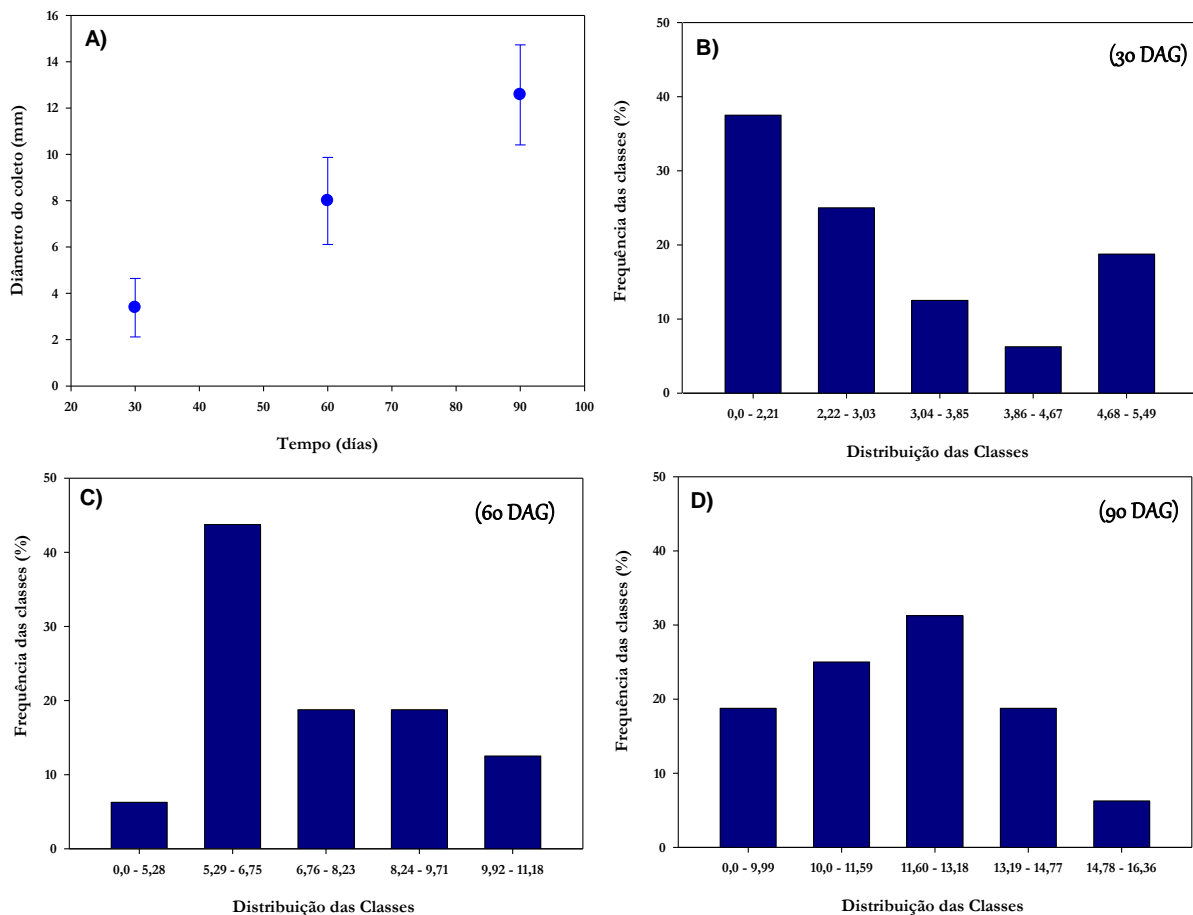 A)
16
14
12
10
8
6
4
2
0
Diâmetro do coleto (mm)
20 30 40 50 60 70 80 90 100
Tempo (días)
B)
(30 DAG)
50
40
30
20
10
0
Frequência das classes (%)
0,0 - 2,21 2,22 - 3,03 3,04 - 3,85 3,86 - 4,67 4,68 - 5,49
Distribuição das Classes
C)
(60 DAG)
50
40
30
20
10
0
Frequência das classes (%)
0,0 - 5,28 5,29 - 6,75 6,76 - 8,23 8,24 - 9,71 9,92 - 11,18
Distribuição das Classes
D)
(90 DAG)
50
40
30
20
10
0
Frequência das classes (%)
0,0 - 9,99 10,0 - 11,59 11,60 - 13,18 13,19 - 14,77 14,78 - 16,36
Distribuição das Classes